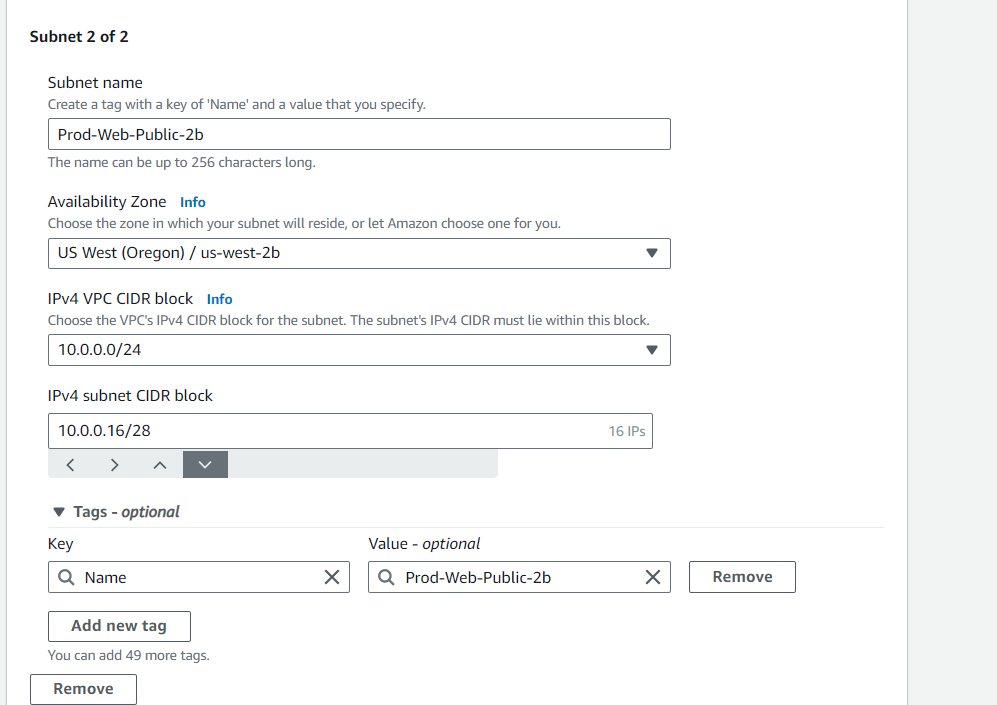 Subnet 2 of 2
Subnet name
Create a tag with a key of 'Name' and a value that you specify.
Prod-Web-Public-2b
The name can be up to 256 characters long.
Availability Zone Info
Choose the zone in which your subnet will reside, or let Amazon choose one for you.
US West (Oregon) / us-west-2b
IPv4 VPC CIDR block Info
Choose the VPC's IPv4 CIDR block for the subnet. The subnet's IPv4 CIDR must lie within this block.
10.0.0.0/24
IPv4 subnet CIDR block
10.0.0.16/28 16 IPs
Tags - optional
Key Value - optional
Name Prod-Web-Public-2b Remove
Add new tag
You can add 49 more tags.
Remove